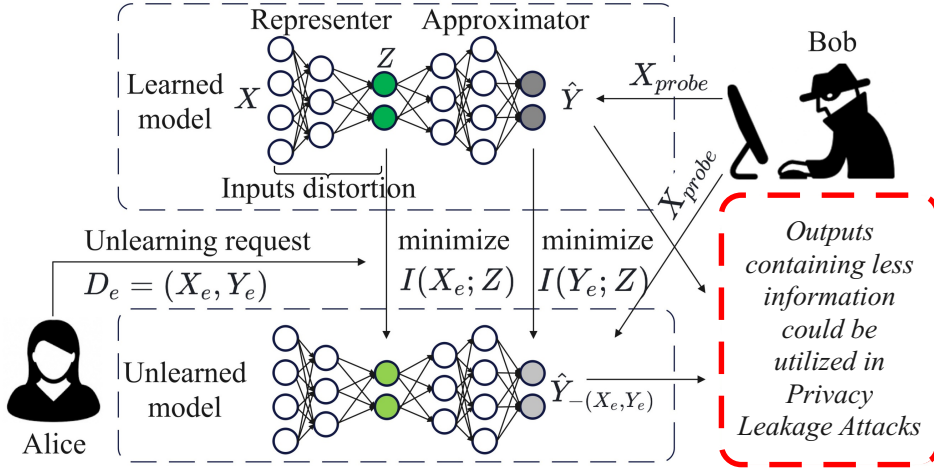 Representer Approximator
Bob
Z
Learned
model
X
Ŷ
X_probe
X_probe
Inputs distortion
Unlearning request
D_e = (X_e, Y_e)
minimize
I(X_e; Z)
minimize
I(Y_e; Z)
Outputs
containing less
information
could be
utilized in
Privacy
Leakage Attacks
Unlearned
model
Ŷ_{-(X_e,Y_e)}
Alice